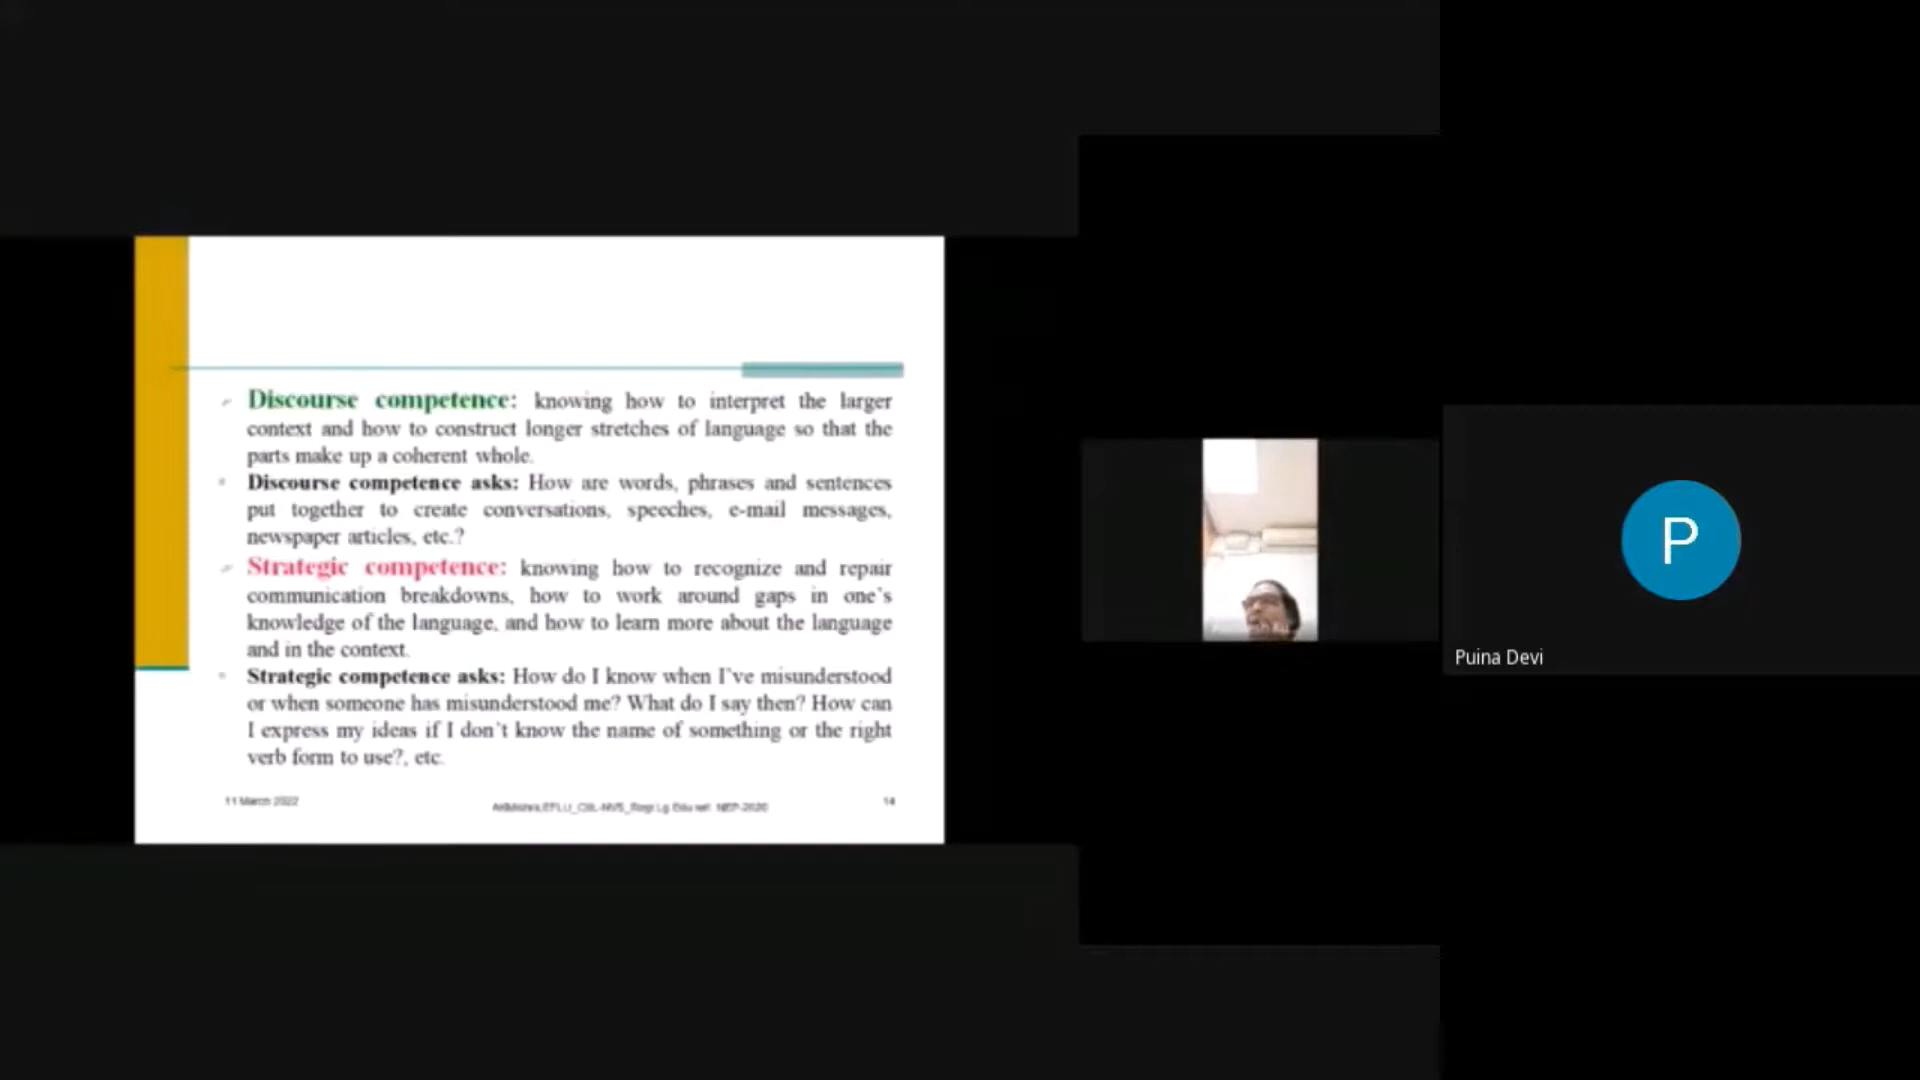 Discourse competence: knowing how to interpret the larger
context and how to construct longer stretches of language so that the
parts make up a coherent whole.
Discourse competence asks: How are words, phrases and sentences
put together to create conversations, speeches, e-mail messages,
newspaper articles, etc.?
Strategic competence: knowing how to recognize and repair
communication breakdowns, how to work around gaps in one's
knowledge of the language, and how to learn more about the language
and in the context.
Strategic competence asks: How do I know when I've misunderstood
or when someone has misunderstood me? What do I say then? How can
I express my ideas if I don't know the name of something or the right
verb form to use?, etc.
11 March 2022
NEP-2020
14
P
Puina Devi